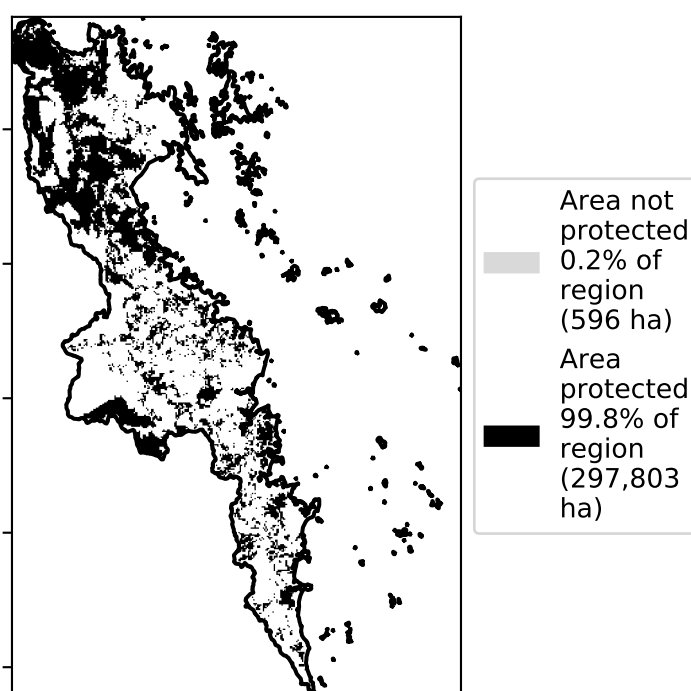 Area not
protected
0.2% of
region
(596 ha)
Area
protected
99.8% of
region
(297,803
ha)